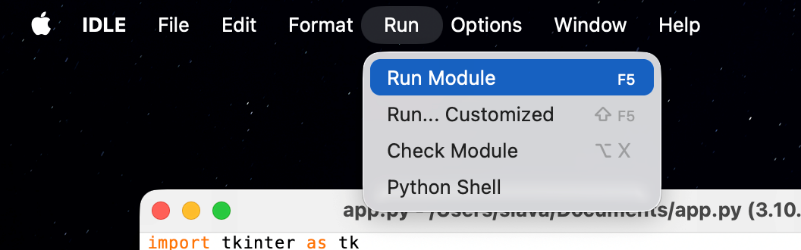 IDLE File Edit Format Run Options Window Help
Run Module F5
Run... Customized ⇧ F5
Check Module ⌥ X
Python Shell
app.py - /Users/slava/Documents/app.py (3.10.
import tkinter as tk